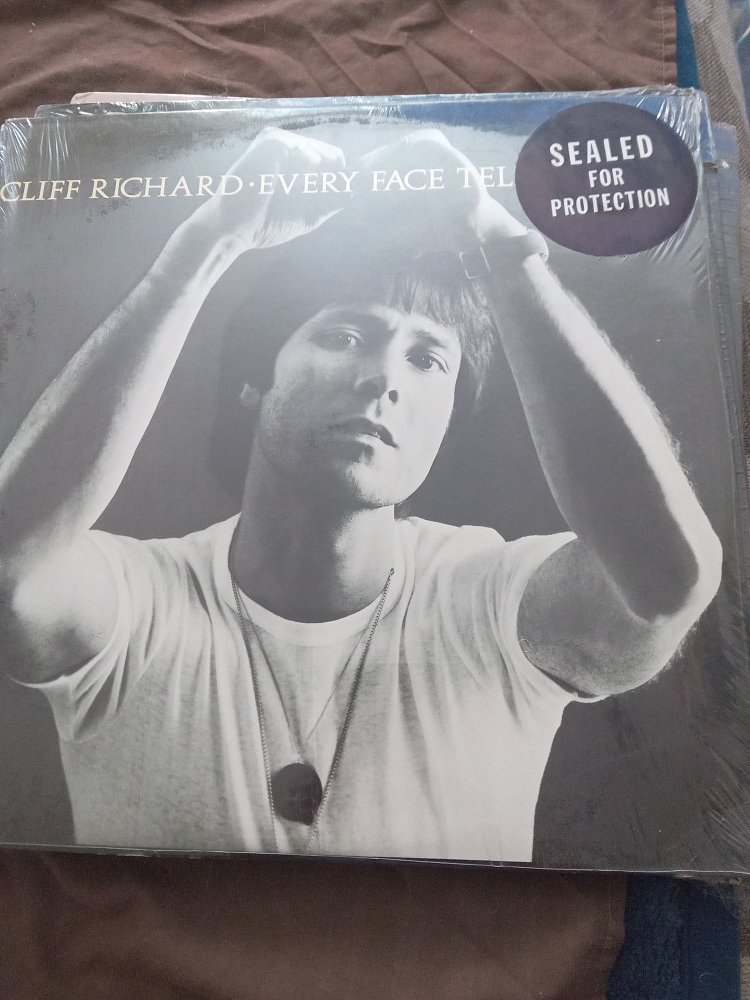 CLIFF RICHARD · EVERY FACE TEL
SEALED
FOR
PROTECTION